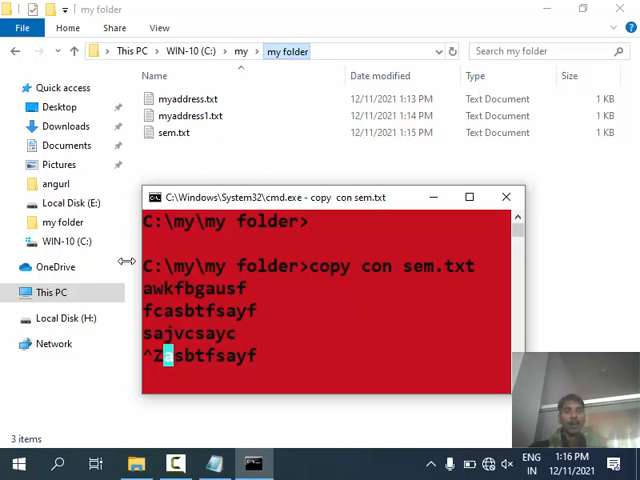 my folder
File
Home
Share
View
This PC
WIN-10 (C:)
my
my folder
Search my folder
Name
Date modified
Type
Size
Quick access
Desktop
Downloads
Documents
Pictures
angurl
Local Disk (E:)
my folder
WIN-10 (C:)
OneDrive
This PC
Local Disk (H:)
Network
myaddress.txt 12/11/2021 1:13 PM Text Document 1 KB
myaddress1.txt 12/11/2021 1:14 PM Text Document 1 KB
sem.txt 12/11/2021 1:15 PM Text Document 1 KB
C:\Windows\System32\cmd.exe - copy  con sem.txt
C:\my\my folder>
C:\my\my folder>copy con sem.txt
awkfbgausf
fcasbtfsayf
sajvcsayc
^Zasbtfsayf
3 items
ENG
IN
1:16 PM
12/11/2021